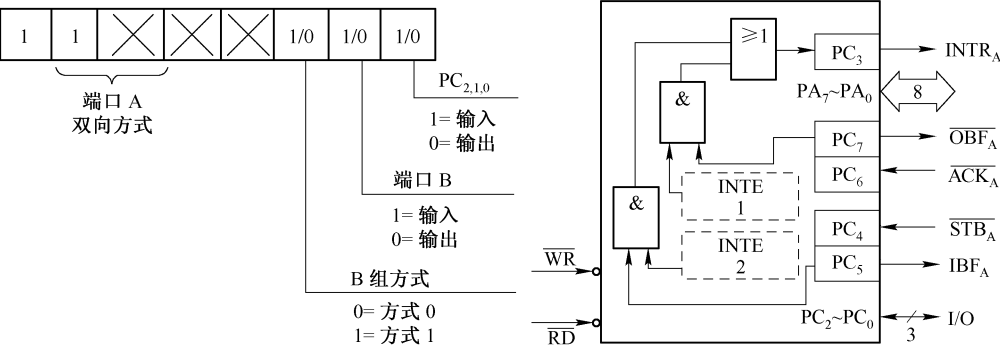 1 1 1/0 1/0 1/0
端口 A
双向方式
PC2,1,0
1= 输入
0= 输出
端口 B
1= 输入
0= 输出
B 组方式
0= 方式 0
1= 方式 1
≥1
PC3
INTRA
&
PA7~PA0
8
PC7
OBFA
PC6
ACKA
INTE
1
&
PC4
STBA
INTE
2
PC5
IBFA
WR
PC2~PC0
3
I/O
RD